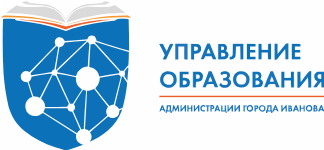 УПРАВЛЕНИЕ
ОБРАЗОВАНИЯ
АДМИНИСТРАЦИИ ГОРОДА ИВАНОВА